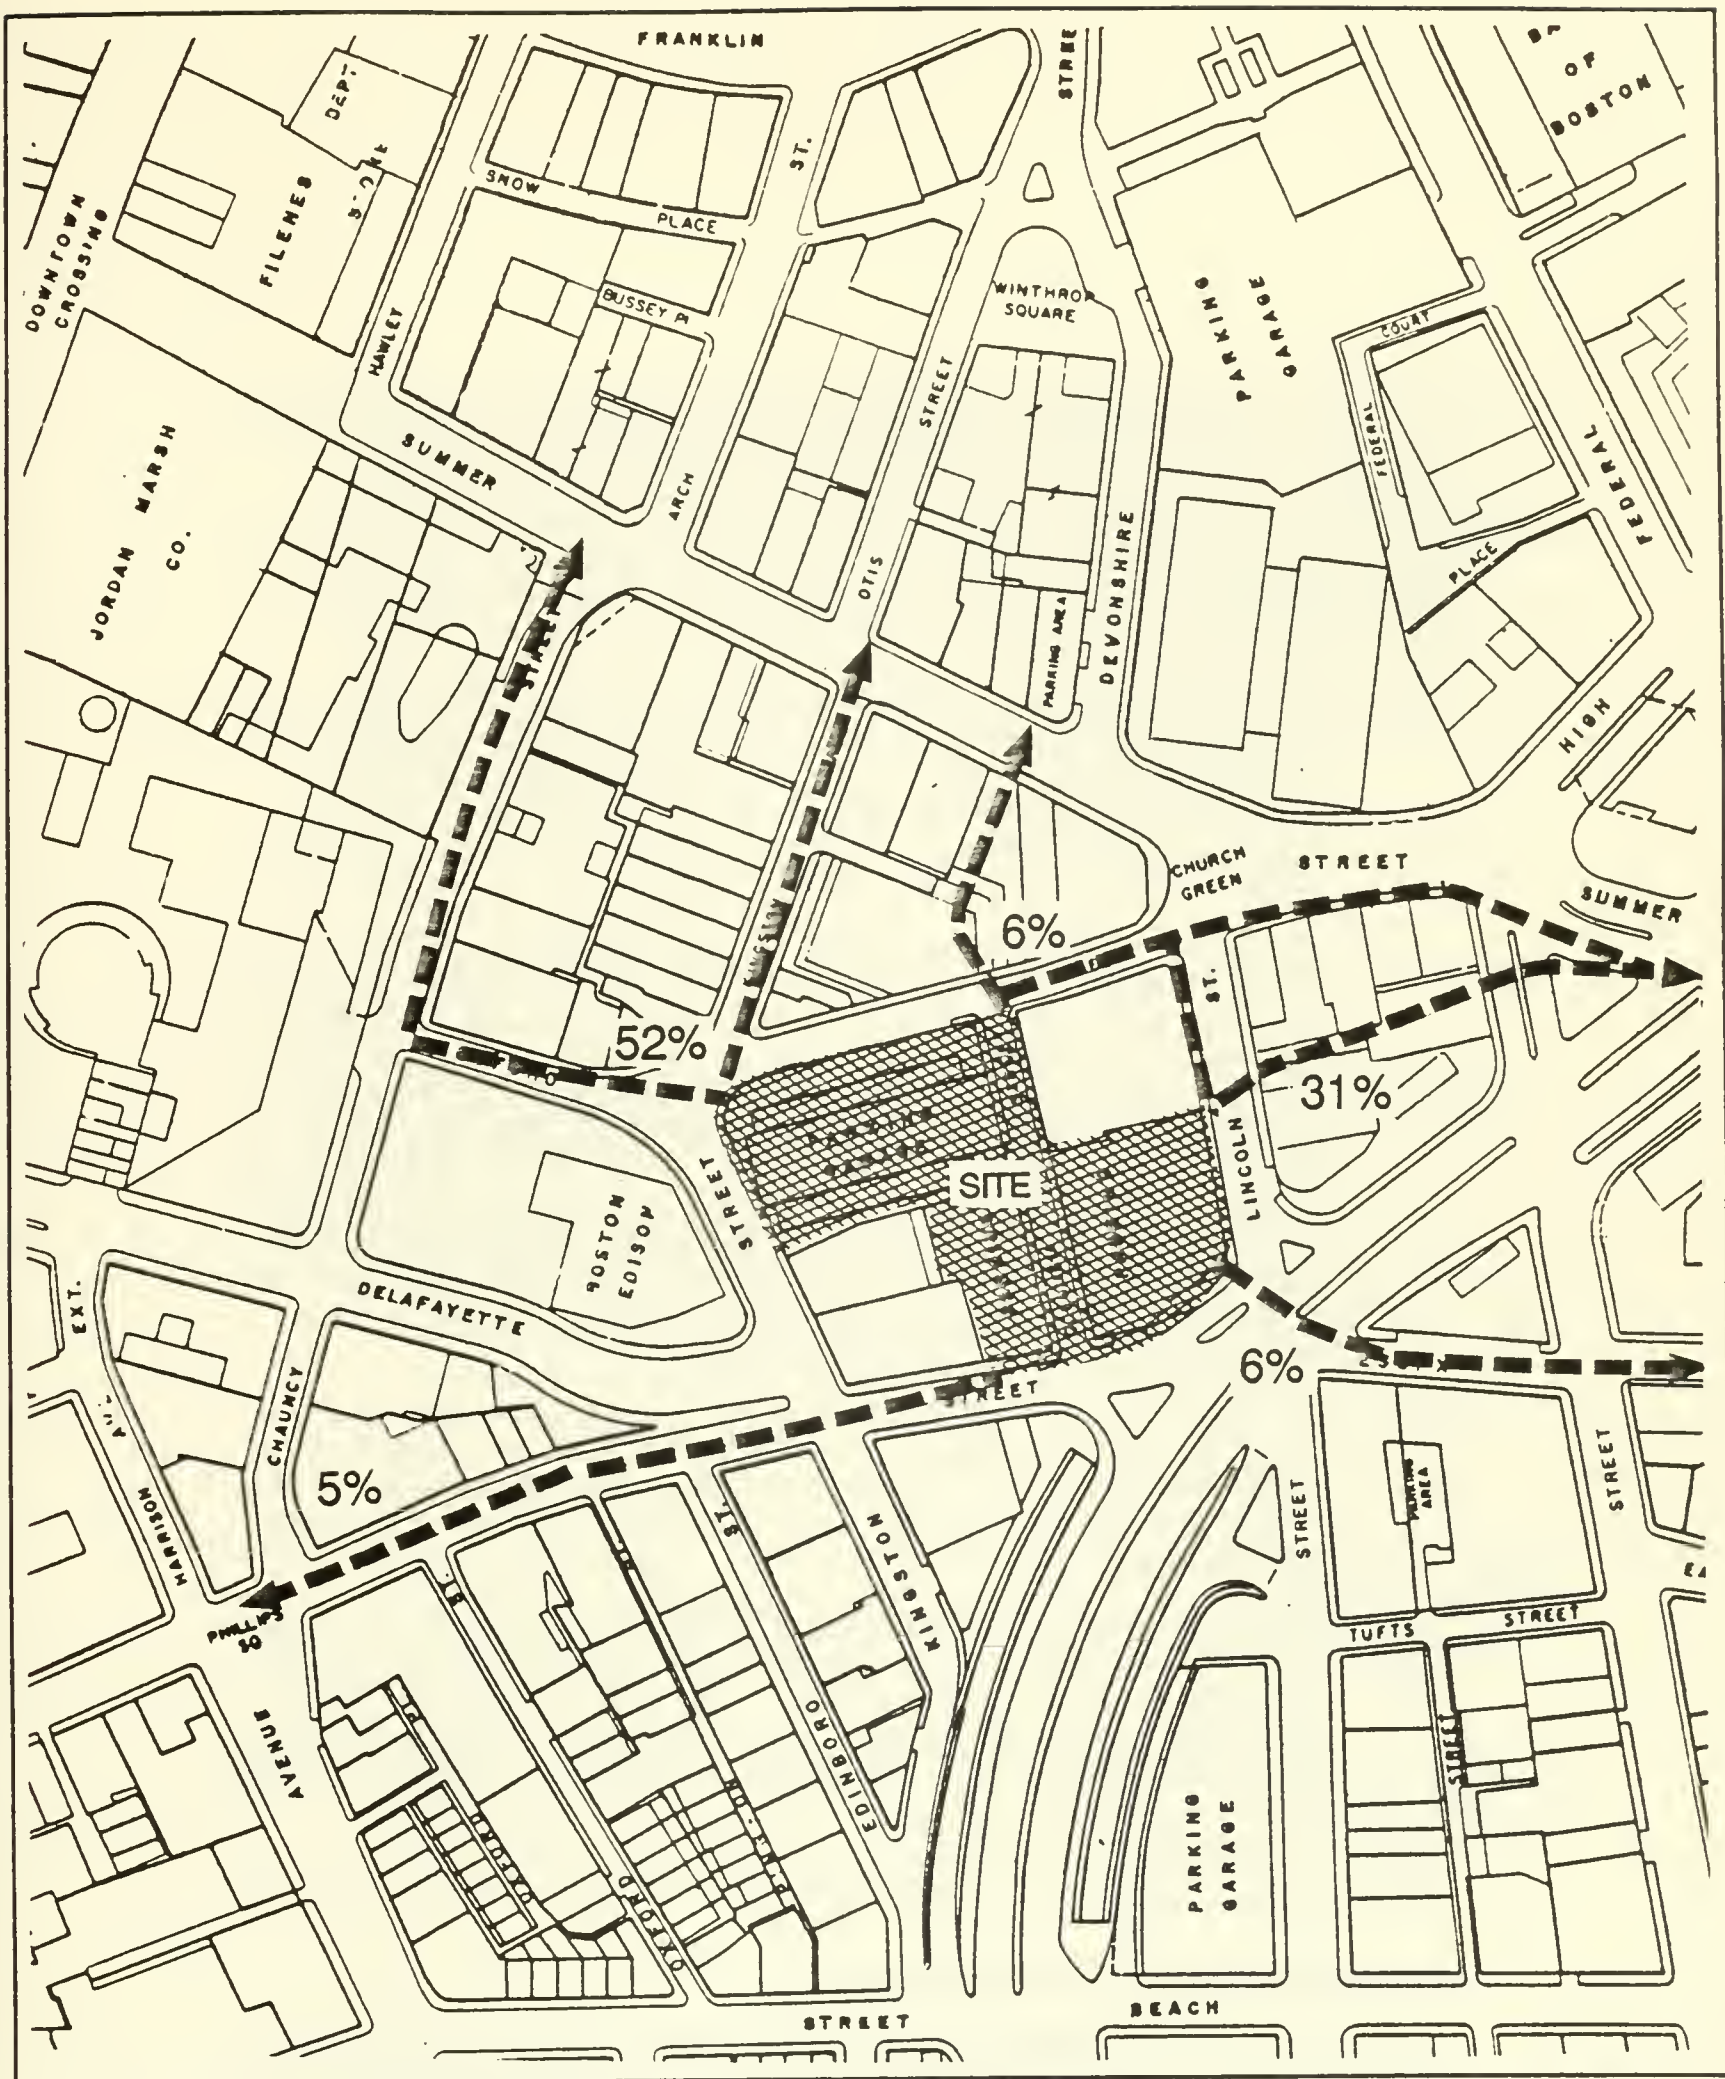 FRANKLIN
DEPT
STORE
FILENES
DOWNTOWN
CROSSING
SNOW
PLACE
ST.
STREE
OF
BOSTON
BUSSEY Pl
WINTHROP
SQUARE
PARKING
GARAGE
COURT
HAWLEY
SUMMER
ARCH
STREET
OTIS
FEDERAL
FEDERAL
PLACE
JORDAN MARSH
CO.
STREET
PARKING AREA
DEVONSHIRE
HIGH
CHURCH
GREEN
STREET
SUMMER
6%
ST.
52%
31%
SITE
LINCOLN
STREET
BOSTON
EDISON
DELAFAYETTE
EXT.
AVE
CHAUNCY
HARRISON
5%
6%
STREET
ST.
KINGSTON
STREET
PARKING
AREA
STREET
PHILLIPS
SQ
TUFTS
STREET
AVENUE
EDINBORO
STREET
OXFORD
OXFORD
PARKING
GARAGE
STREET
BEACH